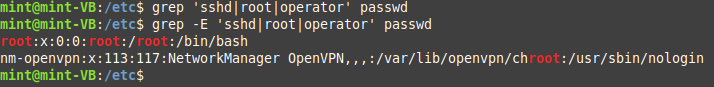 mint@mint-VB:/etc$ grep 'sshd|root|operator' passwd
mint@mint-VB:/etc$ grep -E 'sshd|root|operator' passwd
root:x:0:0:root:/root:/bin/bash
nm-openvpn:x:113:117:NetworkManager OpenVPN,,,:/var/lib/openvpn/chroot:/usr/sbin/nologin
mint@mint-VB:/etc$